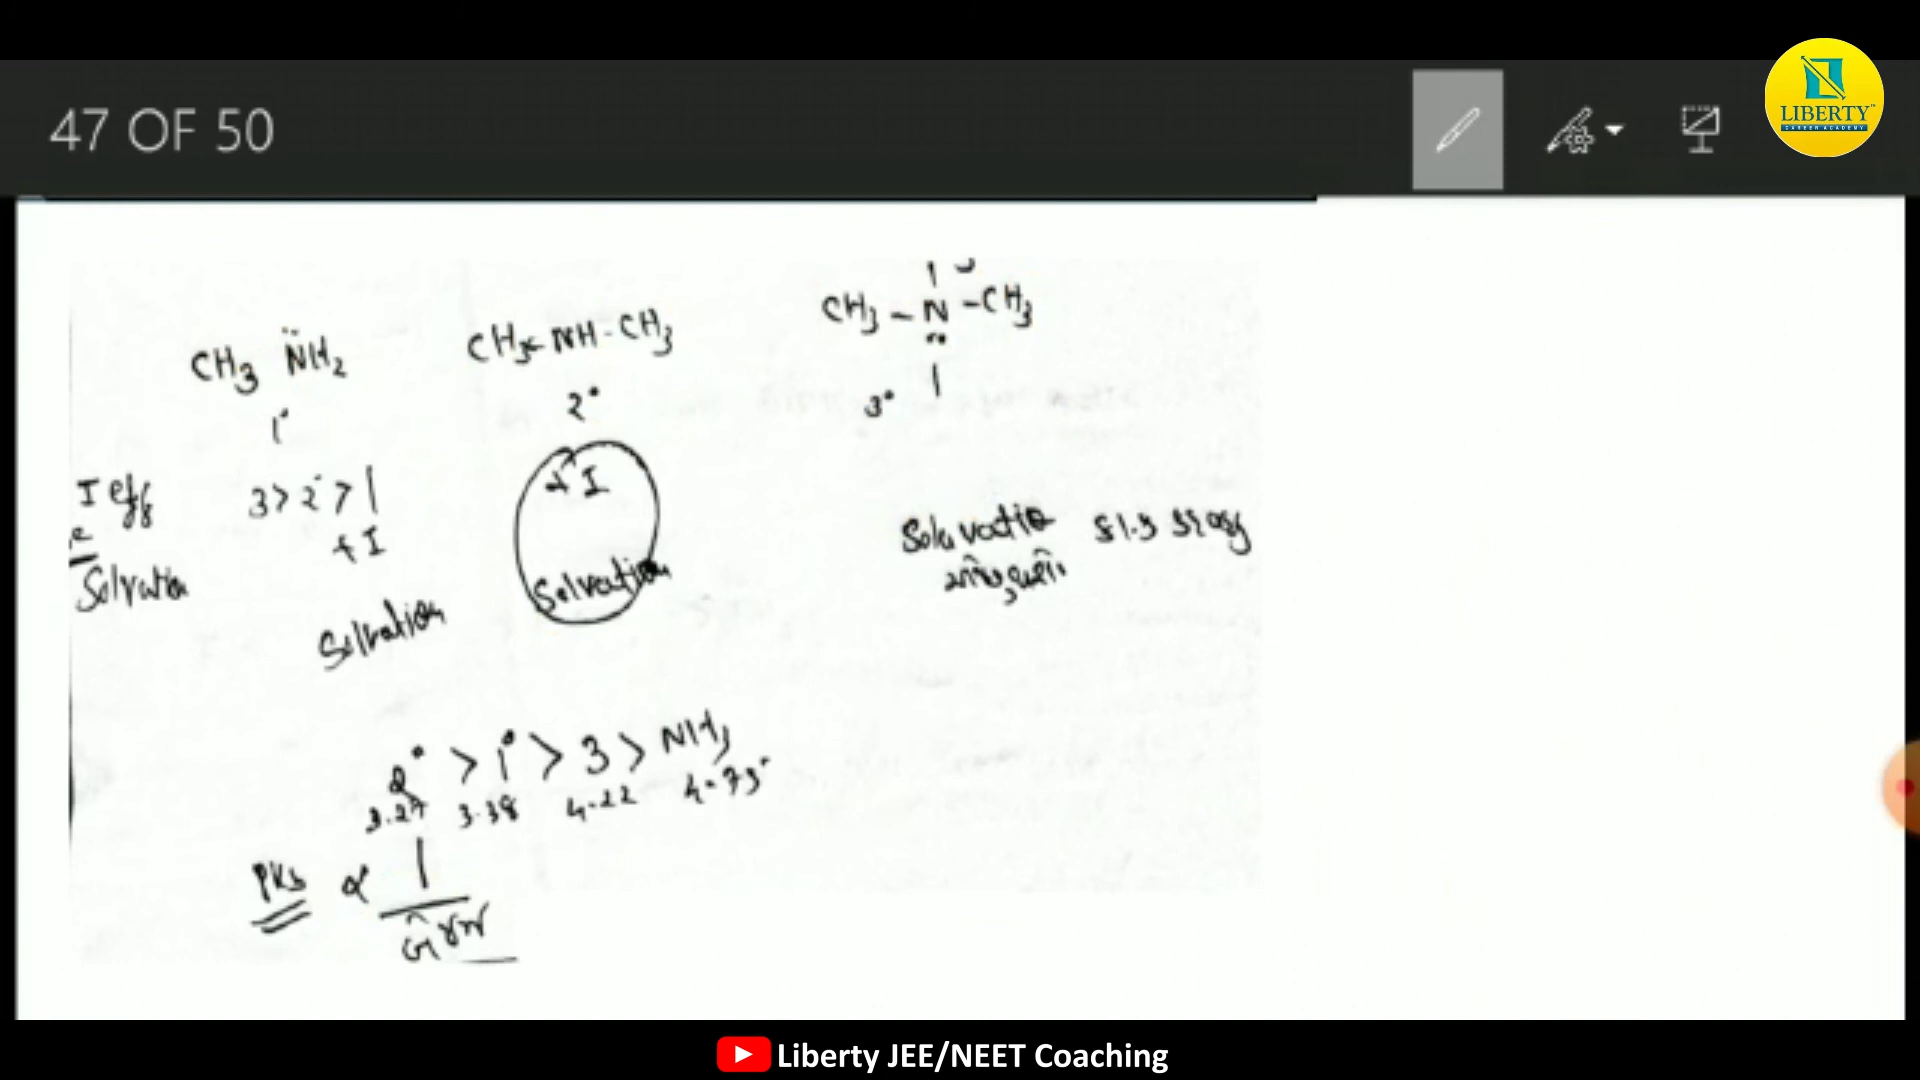 47 OF 50
LIBERTY
CAREER ACADEMY
CH3 N̈H2
CH3 NH-CH3
CH3 - N - CH3
1°
2°
3°
I eff
3 > 2 > 1
+ I
+ I
Solvation
Solvation
Solvation
2° > 1° > 3 > NH3
3.27 3.38 4.22 4.75
PKb ∝ 1
Liberty JEE/NEET Coaching